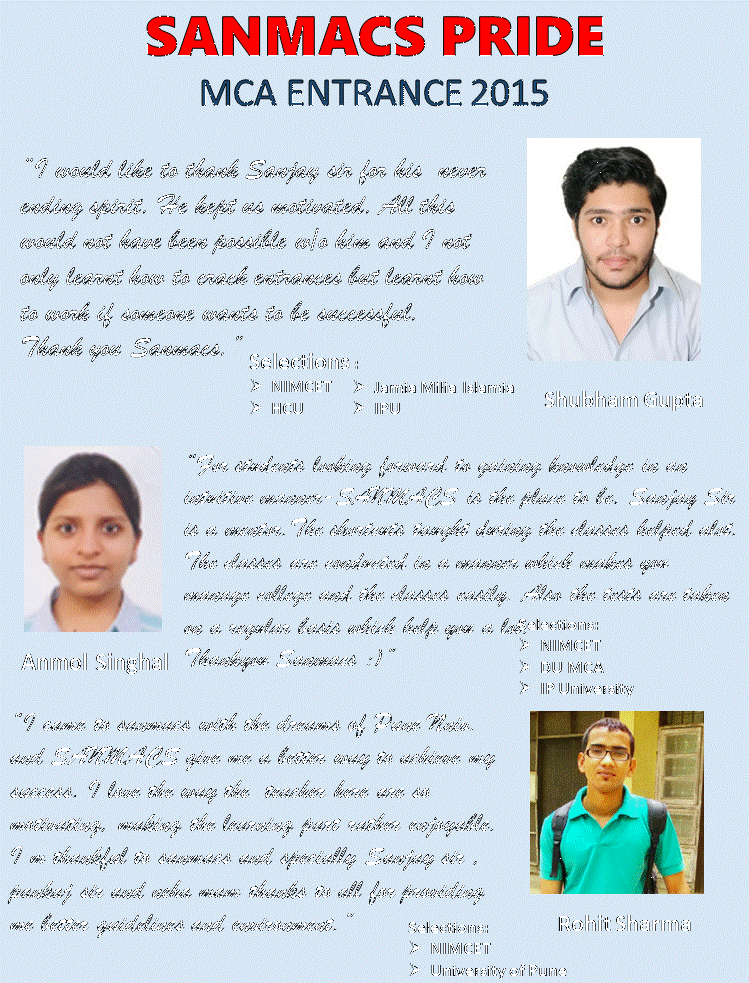 SANMACS PRIDE
MCA ENTRANCE 2015
“I would like to thank Sanjay sir for his never
ending spirit. He kept us motivated. All this
would not have been possible w/o him and I not
only learnt how to crack entrances but learnt how
to work if someone wants to be successful.
Thank you Sanmacs.”
Selections :
➢ NIMCET
➢ HCU
➢ Jamia Milia Islamia
➢ IPU
Shubham Gupta
“For students looking forward to gaining knowledge in an
intuitive manner- SANMACS is the place to be. Sanjay Sir
is a mentor. The shortcuts taught during the classes helped alot.
The classes are conducted in a manner which makes you
manage college and the classes easily. Also the tests are taken
on a regular basis which help you a lot.
Thankyou Sanmacs :)”
Anmol Singhal
Selections:
➢ NIMCET
➢ DU MCA
➢ IP University
“I came to sanmacs with the dreams of Pune Univ.
and SANMACS give me a better way to achieve my
success. I love the way the teacher here are so
motivating, making the learning part rather enjoyable.
I m thankful to sanmacs and specially Sanjay sir ,
pankaj sir and neha mam thanks to all for providing
me better guidelines and environment.”
Selections:
➢ NIMCET
➢ University of Pune
Rohit Sharma